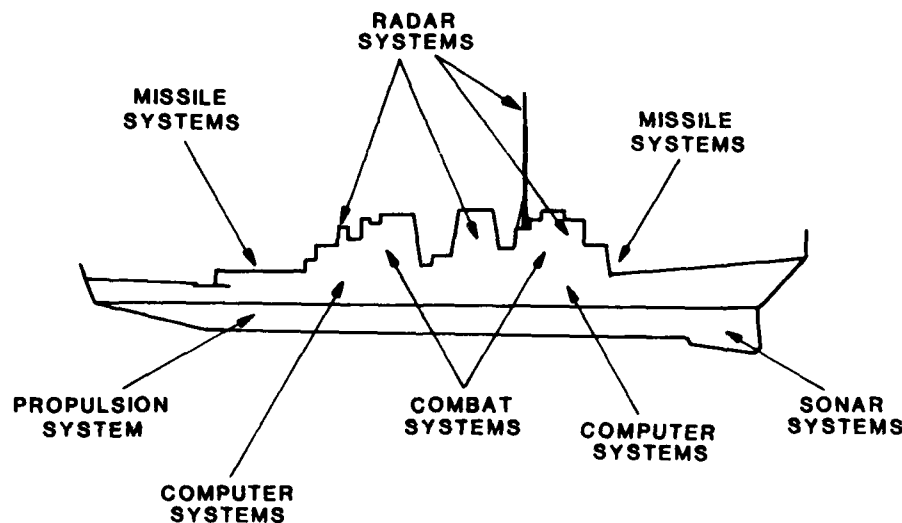 RADAR
SYSTEMS
MISSILE
SYSTEMS
MISSILE
SYSTEMS
PROPULSION
SYSTEM
COMBAT
SYSTEMS
SONAR
SYSTEMS
COMPUTER
SYSTEMS
COMPUTER
SYSTEMS